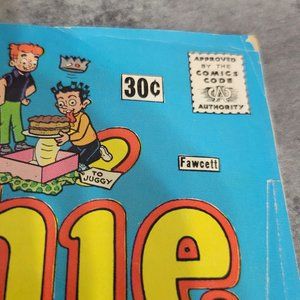 30¢
APPROVED
BY THE
COMICS
CODE
AUTHORITY
TO
JUGGY
Fawcett
nie